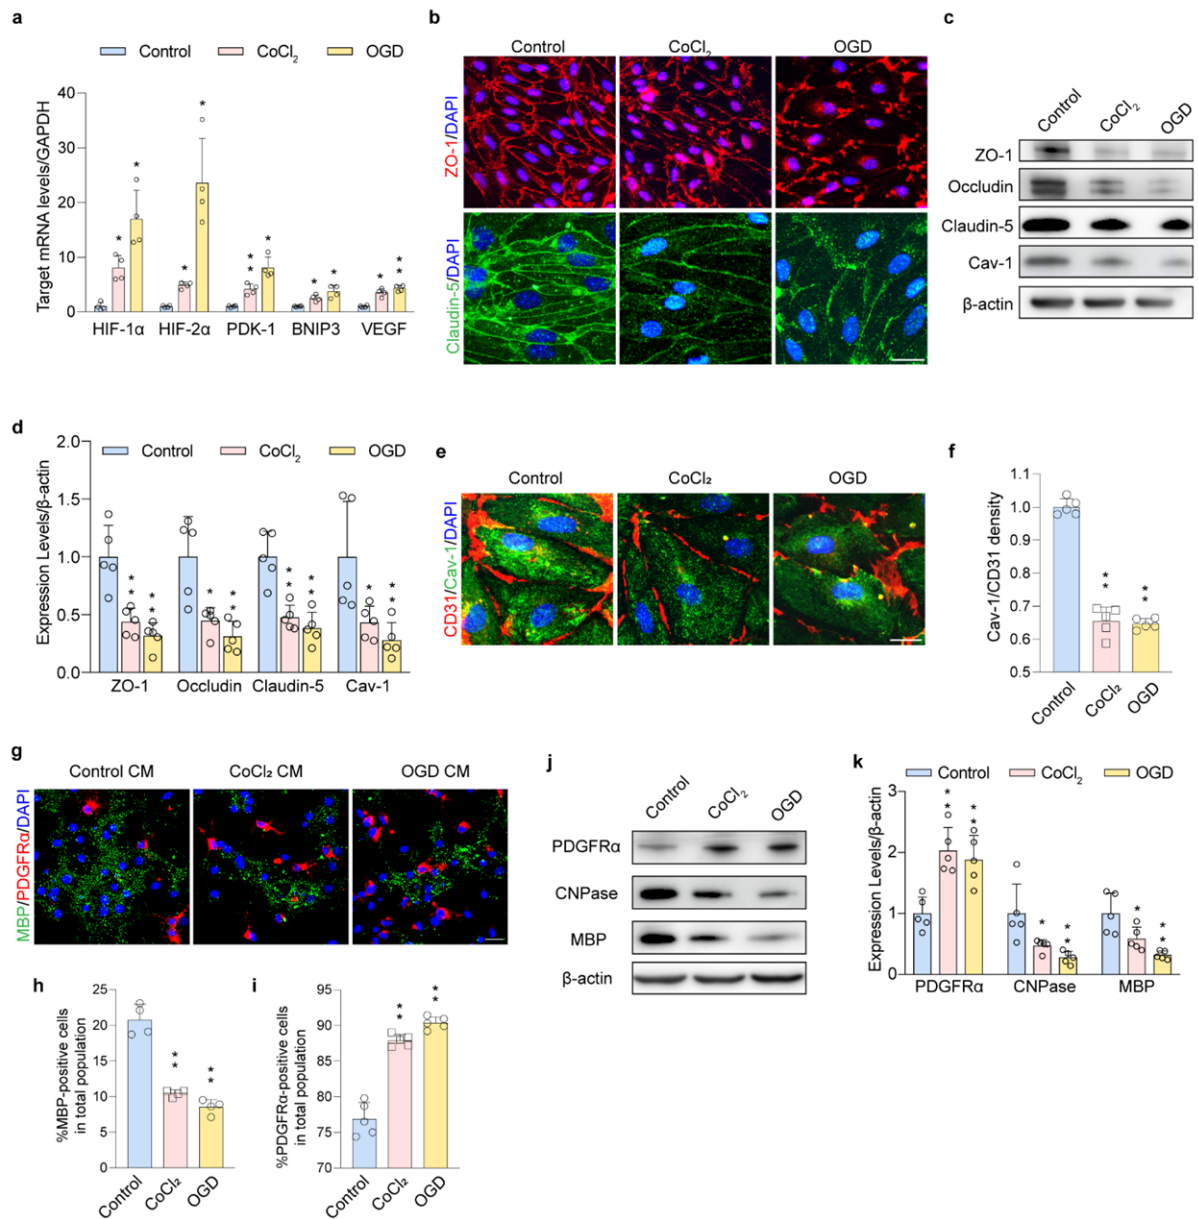 a
Control CoCl2 OGD
Target mRNA levels/GAPDH
40
30
20
10
0
HIF-1α HIF-2α PDK-1 BNIP3 VEGF
* * * * * * * * * * * *
b
Control CoCl2 OGD
ZO-1/DAPI
Claudin-5/DAPI
c
Control CoCl2 OGD
ZO-1
Occludin
Claudin-5
Cav-1
β-actin
d
Control CoCl2 OGD
Expression Levels/β-actin
2.0
1.5
1.0
0.5
0.0
ZO-1 Occludin Claudin-5 Cav-1
** ** * ** ** ** * **
e
Control CoCl₂ OGD
CD31/Cav-1/DAPI
f
Cav-1/CD31 density
1.1
1.0
0.9
0.8
0.7
0.6
0.5
** **
Control CoCl₂ OGD
g
Control CM CoCl₂ CM OGD CM
MBP/PDGFRα/DAPI
h
%MBP-positive cells
in total population
25
20
15
10
5
0
** **
Control CoCl₂ OGD
i
%PDGFRα-positive cells
in total population
95
90
85
80
75
70
** **
Control CoCl₂ OGD
j
Control CoCl2 OGD
PDGFRα
CNPase
MBP
β-actin
k
Control CoCl2 OGD
Expression Levels/β-actin
3
2
1
0
** ** * ** * **
PDGFRα CNPase MBP